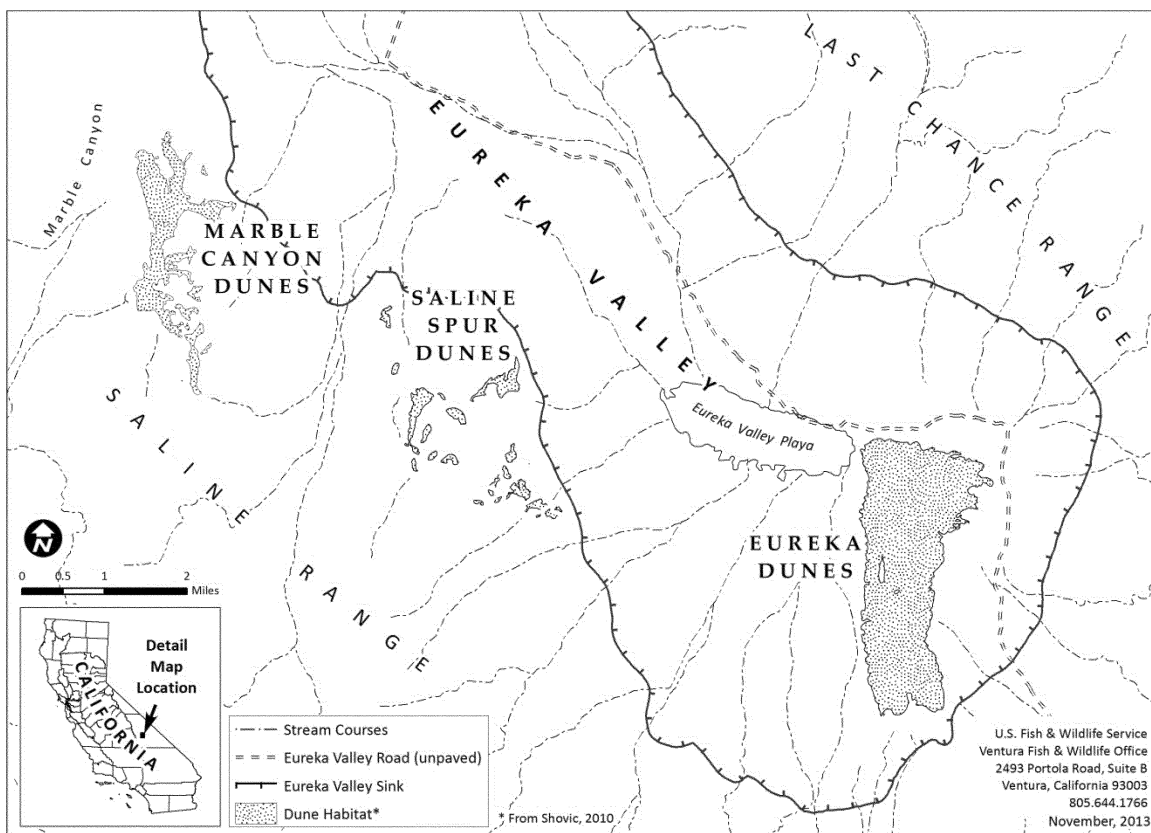 LAST CHANCE RANGE
EUREKA VALLEY
Marble Canyon
MARBLE
CANYON
DUNES
SALINE
SPUR
DUNES
SALINE RANGE
Eureka Valley Playa
EUREKA
DUNES
N
0 0.5 1 2
Miles
Detail
Map
Location
CALIFORNIA
Stream Courses
Eureka Valley Road (unpaved)
Eureka Valley Sink
Dune Habitat*
* From Shovic, 2010
U.S. Fish & Wildlife Service
Ventura Fish & Wildlife Office
2493 Portola Road, Suite B
Ventura, California 93003
805.644.1766
November, 2013